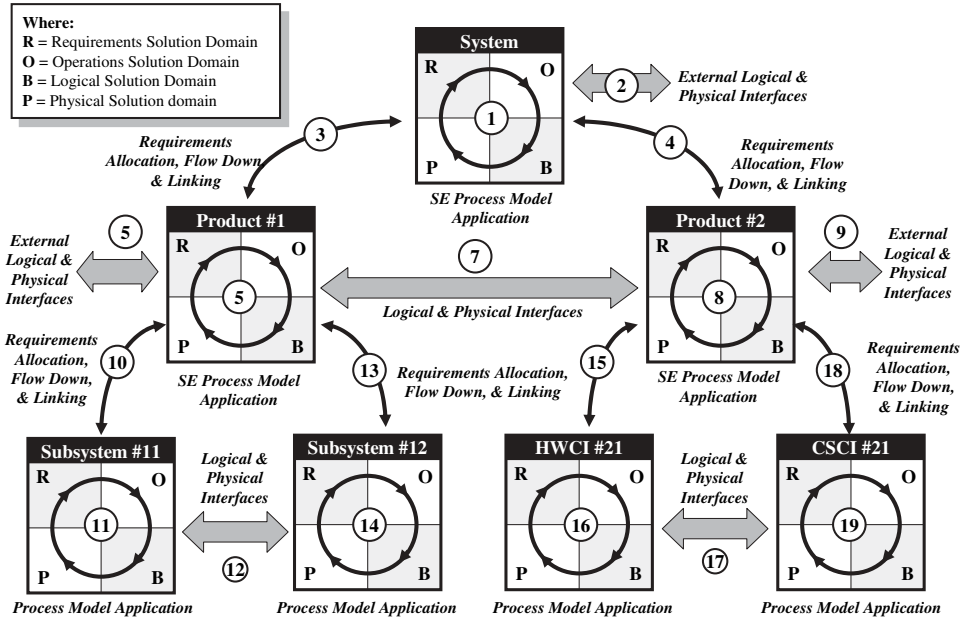 Where:
R = Requirements Solution Domain
O = Operations Solution Domain
B = Logical Solution Domain
P = Physical Solution domain
System
R
O
1
P
B
SE Process Model
Application
2
External Logical &
Physical Interfaces
3
Requirements
Allocation, Flow Down,
& Linking
4
Requirements
Allocation, Flow
Down, & Linking
Product #1
R
O
5
P
B
SE Process Model
Application
5
External
Logical &
Physical
Interfaces
7
Logical & Physical Interfaces
Product #2
R
O
8
P
B
SE Process Model
Application
9
External
Logical &
Physical
Interfaces
10
Requirements
Allocation,
Flow Down,
& Linking
13
Requirements Allocation,
Flow Down, & Linking
15
18
Requirements
Allocation,
Flow Down,
& Linking
Subsystem #11
R
O
11
P
B
Process Model Application
Logical &
Physical
Interfaces
12
Subsystem #12
R
O
14
P
B
Process Model Application
HWCI #21
R
O
16
P
B
Process Model Application
Logical &
Physical
Interfaces
17
CSCI #21
R
O
19
P
B
Process Model Application